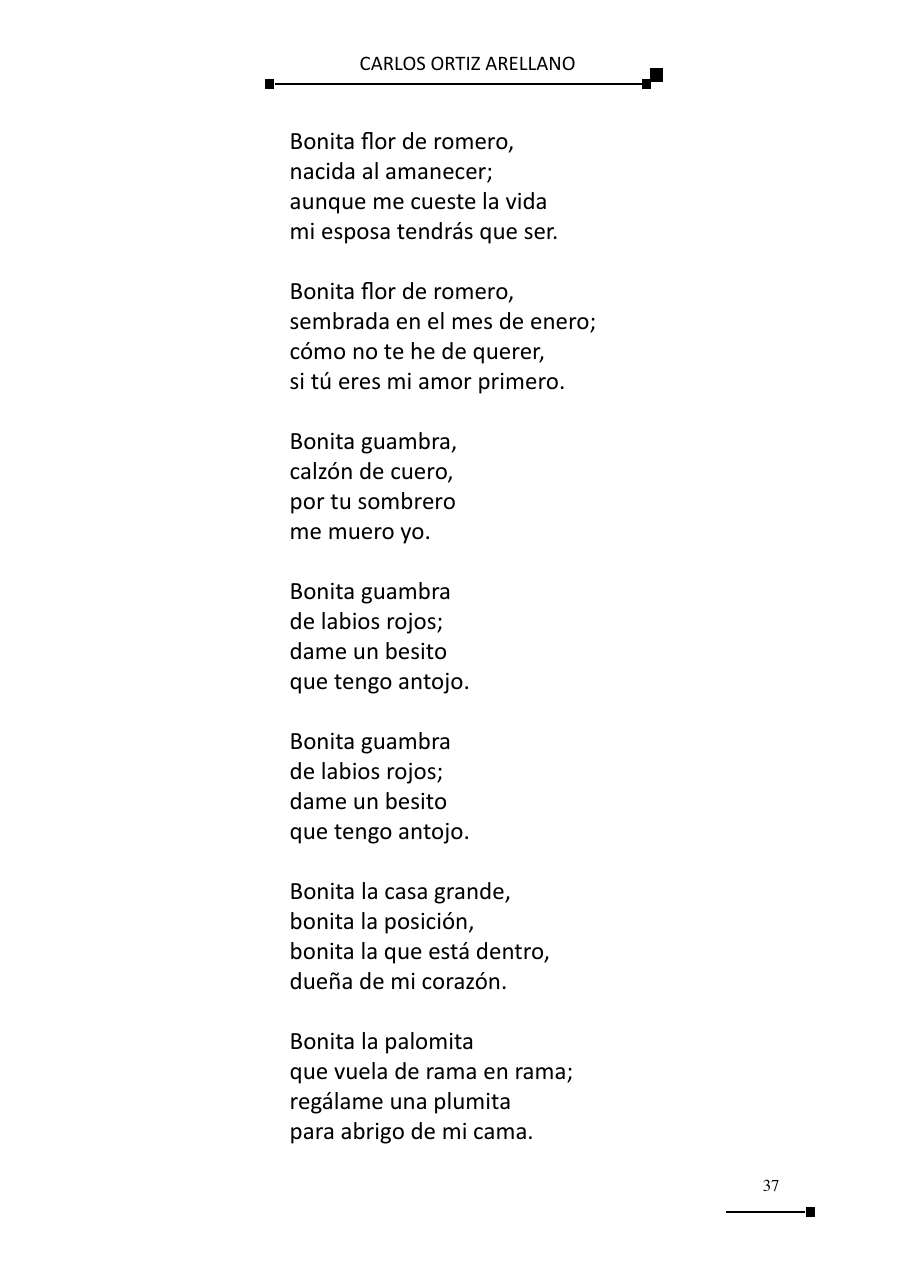 CARLOS ORTIZ ARELLANO
Bonita flor de romero,
nacida al amanecer;
aunque me cueste la vida
mi esposa tendrás que ser.
Bonita flor de romero,
sembrada en el mes de enero;
cómo no te he de querer,
si tú eres mi amor primero.
Bonita guambra,
calzón de cuero,
por tu sombrero
me muero yo.
Bonita guambra
de labios rojos;
dame un besito
que tengo antojo.
Bonita guambra
de labios rojos;
dame un besito
que tengo antojo.
Bonita la casa grande,
bonita la posición,
bonita la que está dentro,
dueña de mi corazón.
Bonita la palomita
que vuela de rama en rama;
regálame una plumita
para abrigo de mi cama.
37